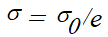 σ = σ₀/e